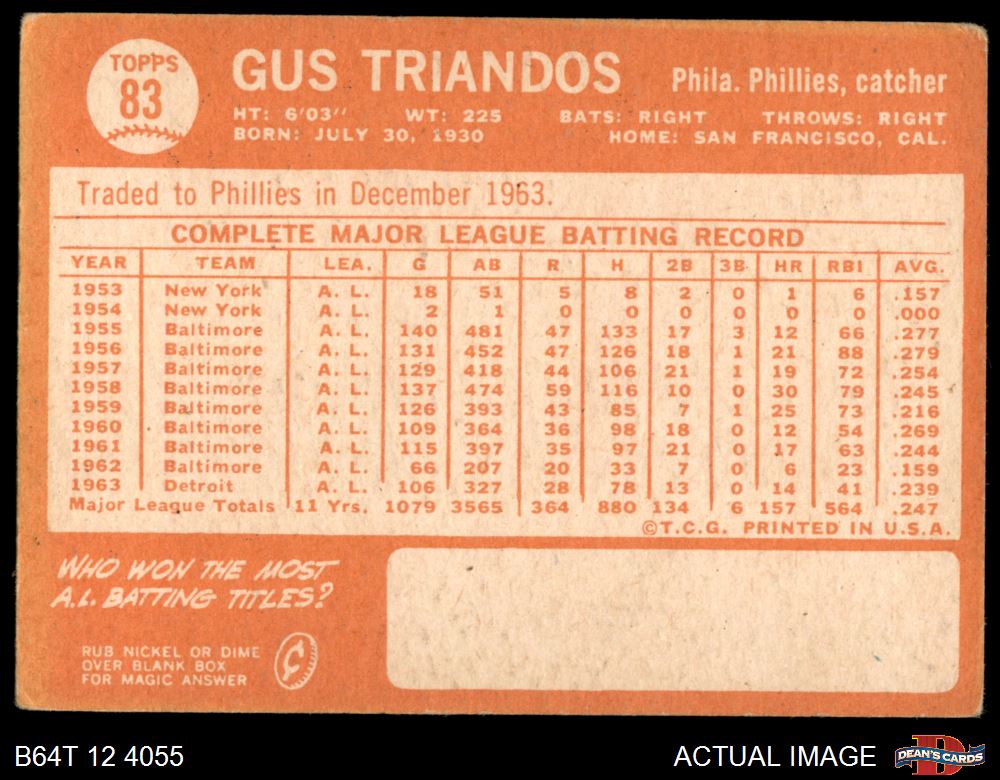 TOPPS
83
GUS TRIANDOS
Phila. Phillies, catcher
HT: 6'03" WT: 225 BATS: RIGHT THROWS: RIGHT
BORN: JULY 30, 1930 HOME: SAN FRANCISCO, CAL.
Traded to Phillies in December 1963.
COMPLETE MAJOR LEAGUE BATTING RECORD
YEAR TEAM LEA. G AB R H 2B 3B HR RBI AVG.
1953 New York A. L. 18 51 5 8 2 0 1 6 .157
1954 New York A. L. 2 1 0 0 0 0 0 0 .000
1955 Baltimore A. L. 140 481 47 133 17 3 12 66 .277
1956 Baltimore A. L. 131 452 47 126 18 1 21 88 .279
1957 Baltimore A. L. 129 418 44 106 21 1 19 72 .254
1958 Baltimore A. L. 137 474 59 116 10 0 30 79 .245
1959 Baltimore A. L. 126 393 43 85 7 1 25 73 .216
1960 Baltimore A. L. 109 364 36 98 18 0 12 54 .269
1961 Baltimore A. L. 115 397 35 97 21 0 17 63 .244
1962 Baltimore A. L. 66 207 20 33 7 0 6 23 .159
1963 Detroit A. L. 106 327 28 78 13 0 14 41 .239
Major League Totals 11 Yrs. 1079 3565 364 880 134 6 157 564 .247
©T.C.G. PRINTED IN U.S.A.
WHO WON THE MOST
A.L. BATTING TITLES?
RUB NICKEL OR DIME
OVER BLANK BOX
FOR MAGIC ANSWER
¢
B64T 12 4055
ACTUAL IMAGE
D
DEAN'S CARDS